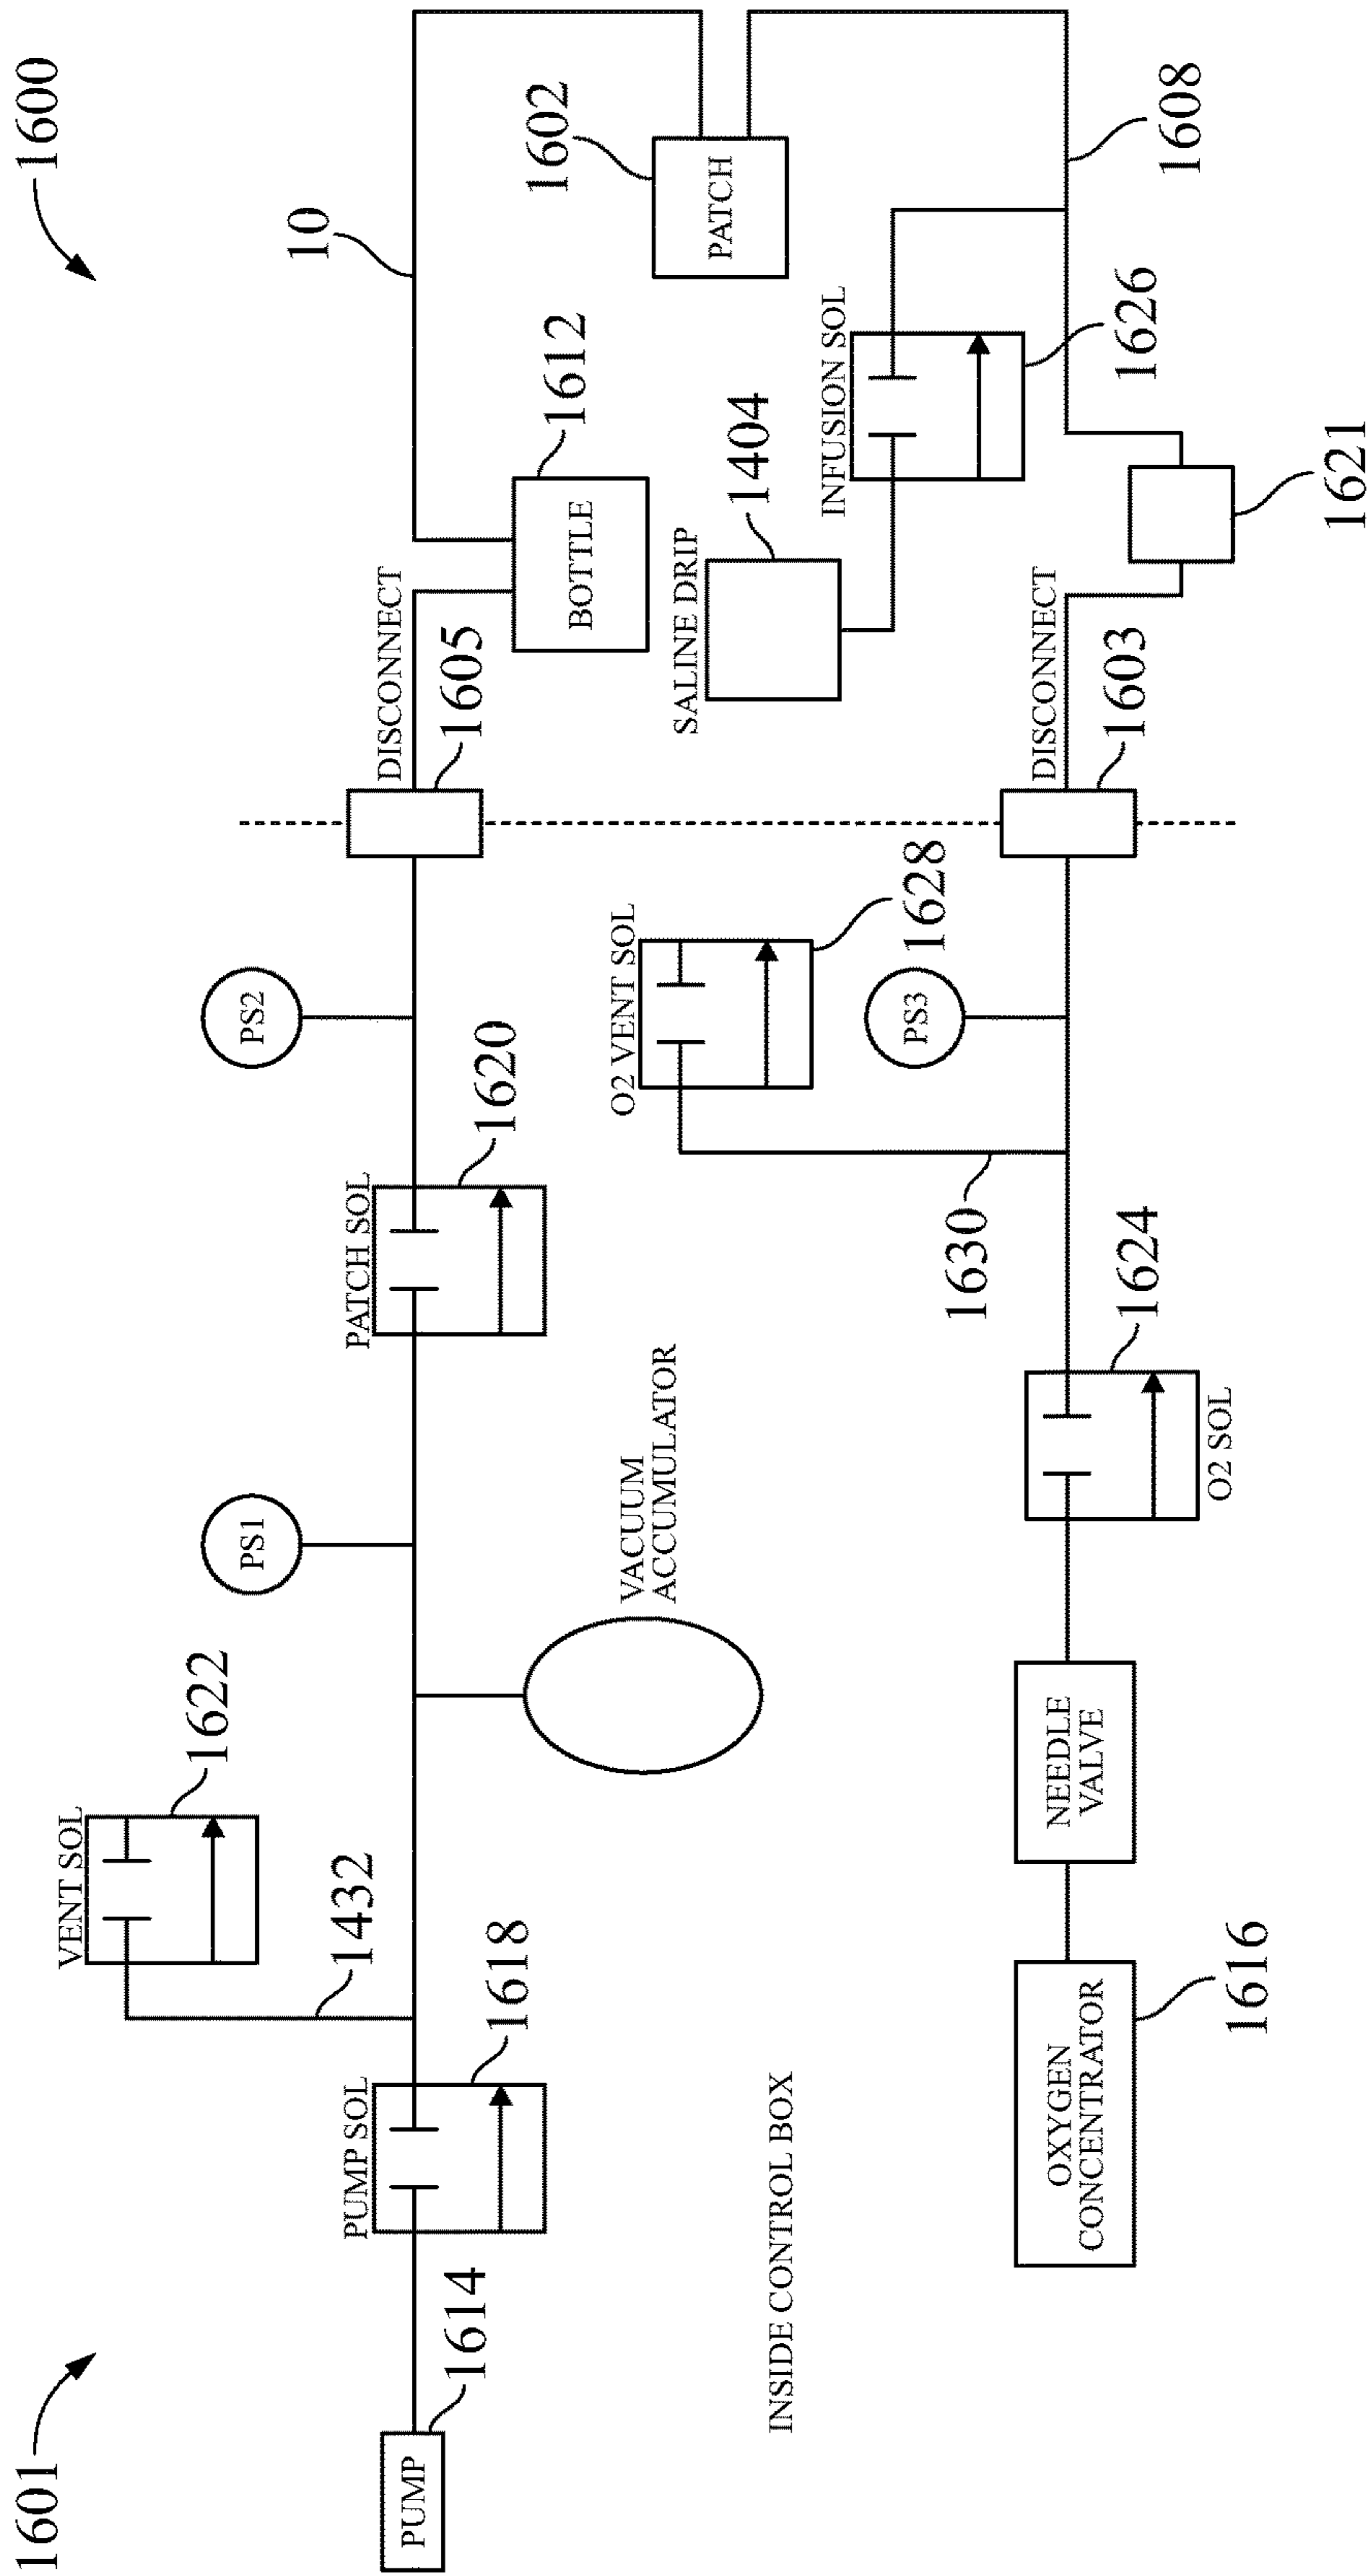 1601
1600
VENT SOL
1622
1432
PS1
PS2
10
PUMP
1614
PUMP SOL
1618
PATCH SOL
1620
DISCONNECT
1605
BOTTLE
1612
PATCH
1602
VACUUM
ACCUMULATOR
O2 VENT SOL
1628
SALINE DRIP
1404
INFUSION SOL
1626
1608
INSIDE CONTROL BOX
PS3
1630
OXYGEN
CONCENTRATOR
1616
NEEDLE
VALVE
O2 SOL
1624
DISCONNECT
1603
1621